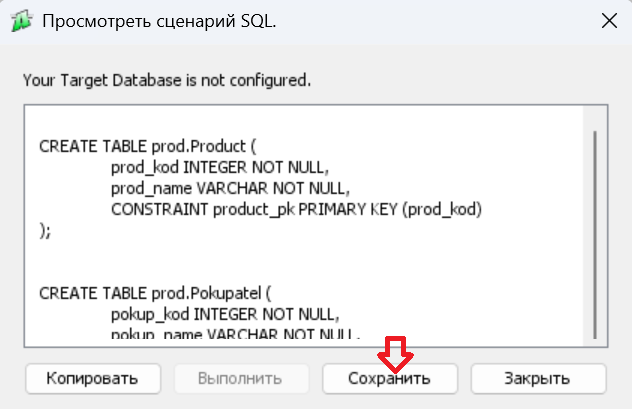 Просмотреть сценарий SQL.
Your Target Database is not configured.
CREATE TABLE prod.Product (
prod_kod INTEGER NOT NULL,
prod_name VARCHAR NOT NULL,
CONSTRAINT product_pk PRIMARY KEY (prod_kod)
);
CREATE TABLE prod.Pokupatel (
pokup_kod INTEGER NOT NULL,
pokup_name VARCHAR NOT NULL,
Копировать
Выполнить
Сохранить
Закрыть